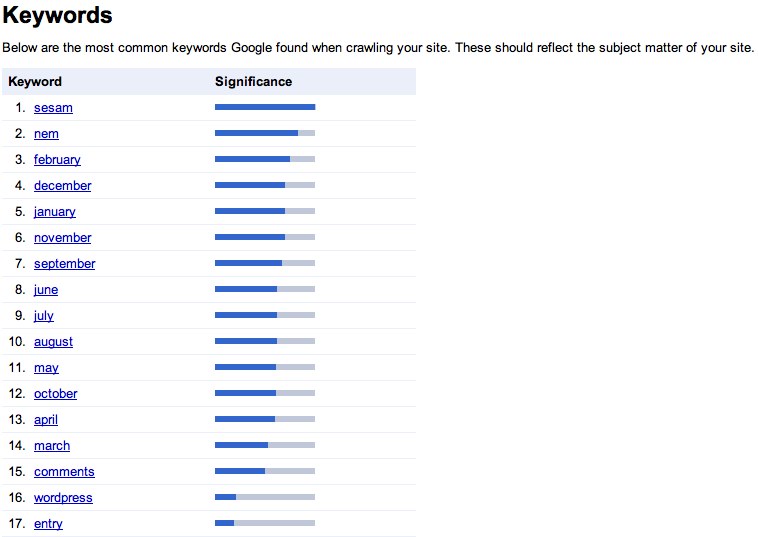 Keywords
Below are the most common keywords Google found when crawling your site. These should reflect the subject matter of your site.
Keyword Significance
1. sesam
2. nem
3. february
4. december
5. january
6. november
7. september
8. june
9. july
10. august
11. may
12. october
13. april
14. march
15. comments
16. wordpress
17. entry